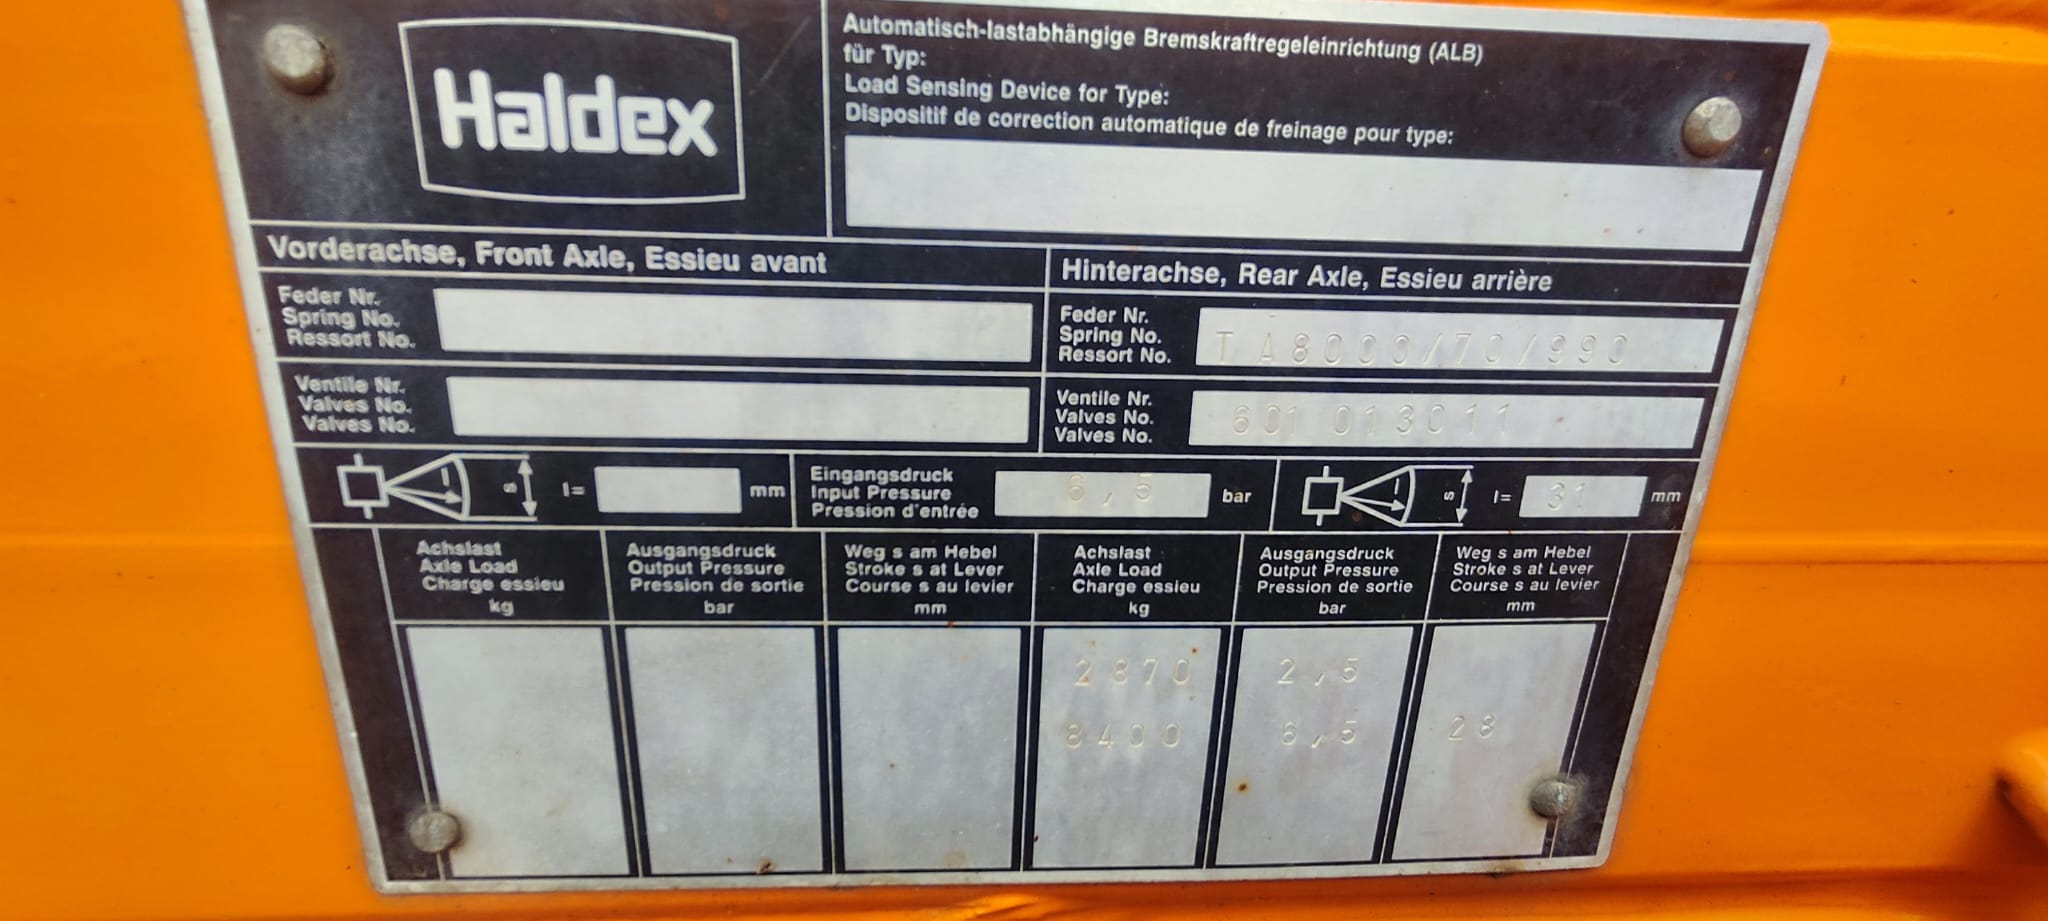 Haldex
Automatisch-lastabhängige Bremskraftregeleinrichtung (ALB)
für Typ:
Load Sensing Device for Type:
Dispositif de correction automatique de freinage pour type:
Vorderachse, Front Axle, Essieu avant
Feder Nr.
Spring No.
Ressort No.
Ventile Nr.
Valves No.
Valves No.
Hinterachse, Rear Axle, Essieu arrière
Feder Nr.
Spring No.
Ressort No.
TA8000/70/990
Ventile Nr.
Valves No.
Valves No.
601 013011
l
s
l= mm
Eingangsdruck
Input Pressure
Pression d'entrée
6,5
bar
l
s
l= 31 mm
Achslast
Axle Load
Charge essieu
kg
Ausgangsdruck
Output Pressure
Pression de sortie
bar
Weg s am Hebel
Stroke s at Lever
Course s au levier
mm
Achslast
Axle Load
Charge essieu
kg
2870
8400
Ausgangsdruck
Output Pressure
Pression de sortie
bar
2,5
6,5
Weg s am Hebel
Stroke s at Lever
Course s au levier
mm
28